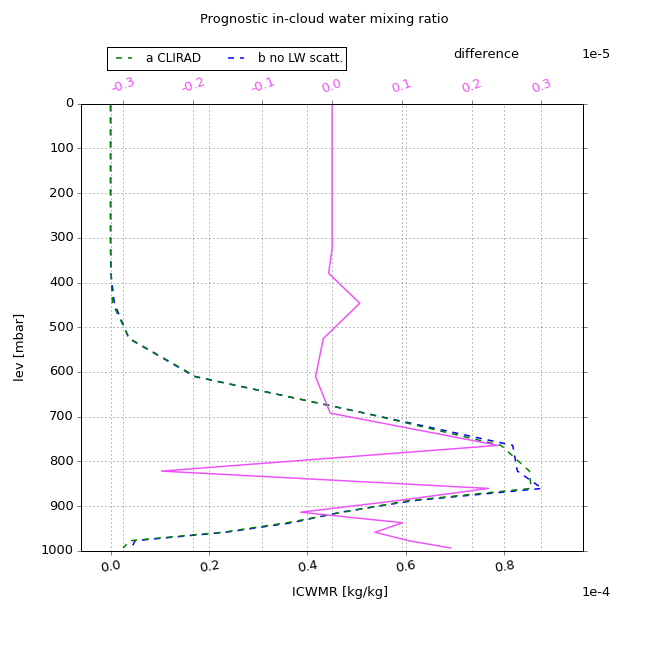 Prognostic in-cloud water mixing ratio
a CLIRAD b no LW scatt. difference 1e-5
-0.3 -0.2 -0.1 0.0 0.1 0.2 0.3
0
100
200
300
400
500
600
700
800
900
1000
lev [mbar]
0.0 0.2 0.4 0.6 0.8
ICWMR [kg/kg] 1e-4